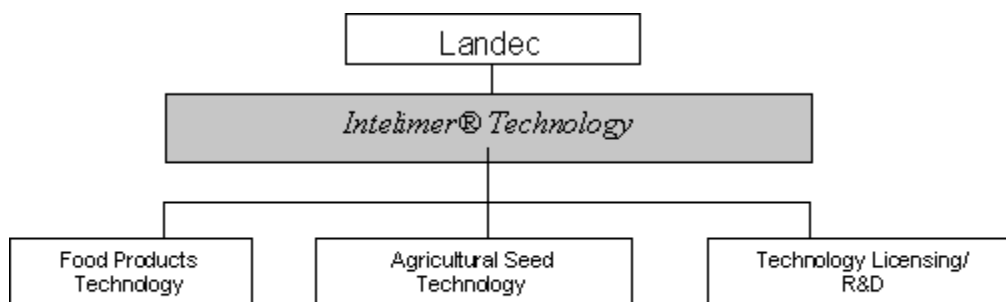 Landec
Intelimer® Technology
Food Products
Technology
Agricultural Seed
Technology
Technology Licensing/
R&D